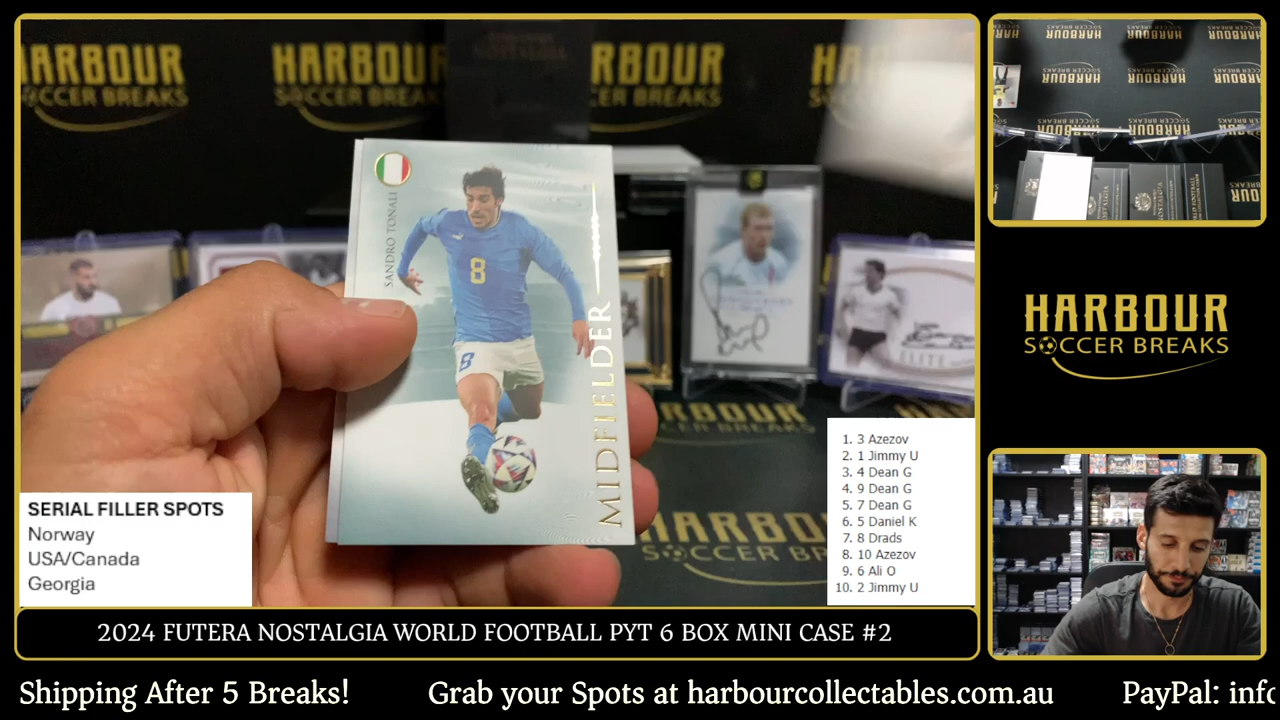 HARBOUR
SOCCER BREAKS
HARBOUR
SOCCER BREAKS
HARBOUR
SOCCER BREAKS
NOSTALGIA
SANDRO TONALI
8
8
MIDFIELDER
ELITE
HARBOUR
SOCCER BREAKS
HARBOUR
SOCCER BREAKS
SERIAL FILLER SPOTS
Norway
USA/Canada
Georgia
1. 3 Azezov
2. 1 Jimmy U
3. 4 Dean G
4. 9 Dean G
5. 7 Dean G
6. 5 Daniel K
7. 8 Drads
8. 10 Azezov
9. 6 Ali O
10. 2 Jimmy U
2024 FUTERA NOSTALGIA WORLD FOOTBALL PYT 6 BOX MINI CASE #2
Shipping After 5 Breaks! Grab your Spots at harbourcollectables.com.au PayPal: info